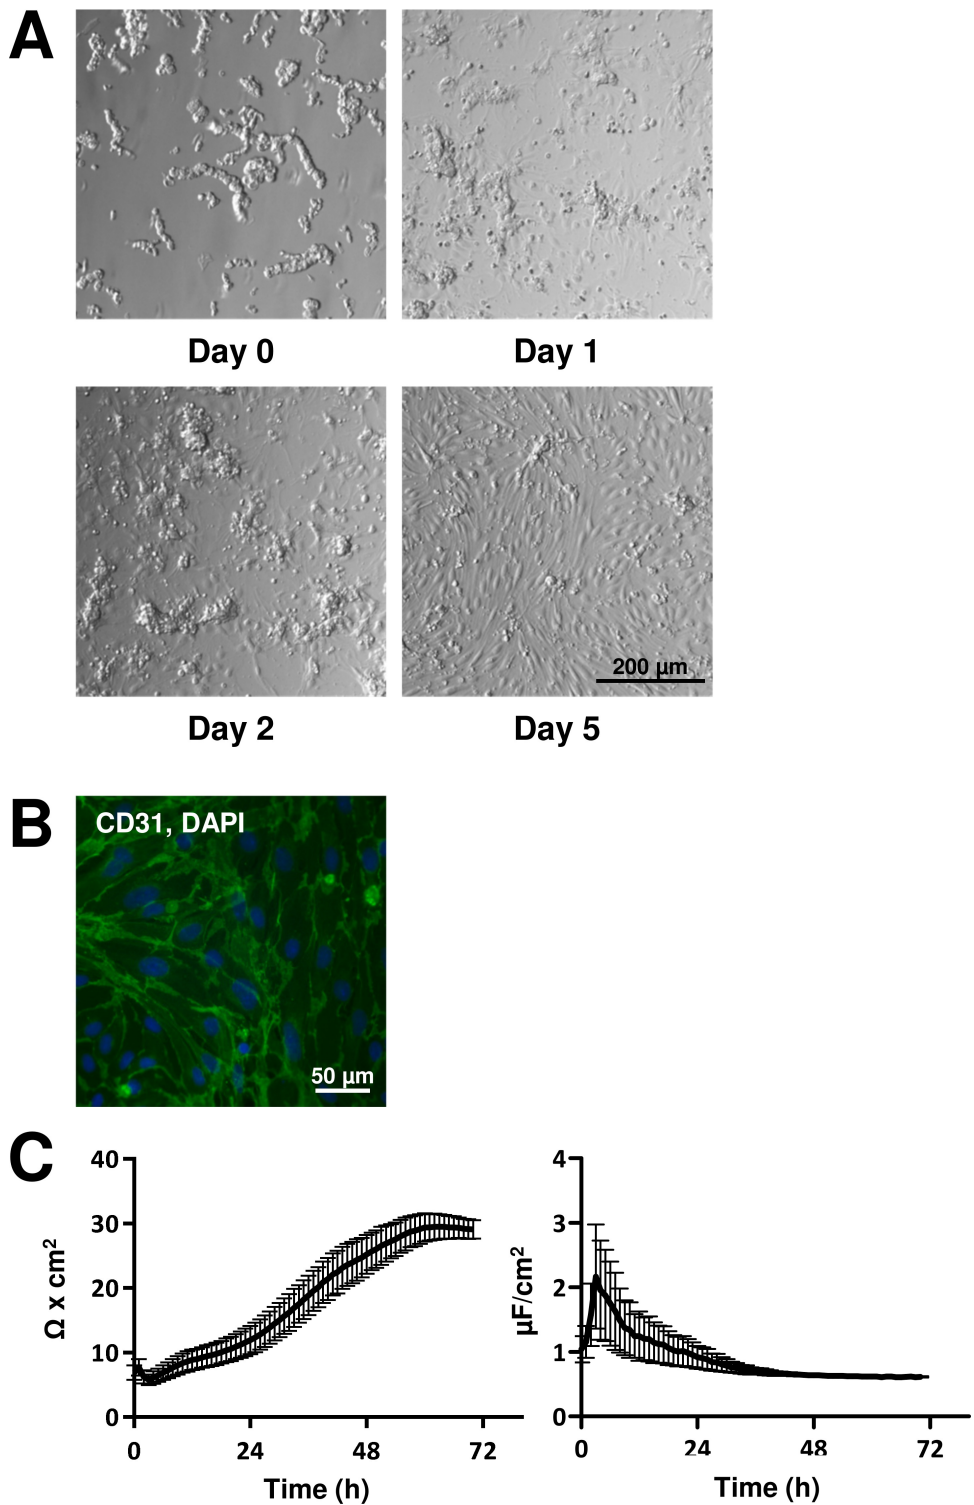 A
Day 0
Day 1
200 µm
Day 2
Day 5
B
CD31, DAPI
50 µm
C
40
30
20
10
0
Ω x cm²
0
24
48
72
Time (h)
4
3
2
1
0
µF/cm²
0
24
48
72
Time (h)